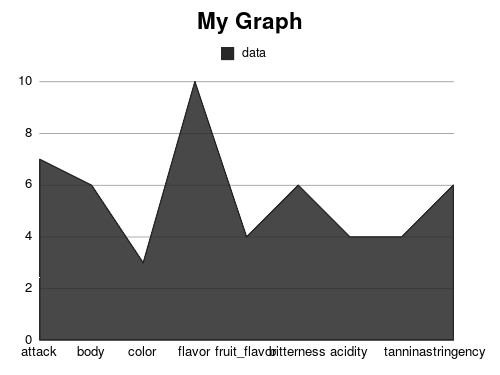 My Graph
data
10
8
6
4
2
0
attack body color flavor fruit_flavor bitterness acidity tannin astringency